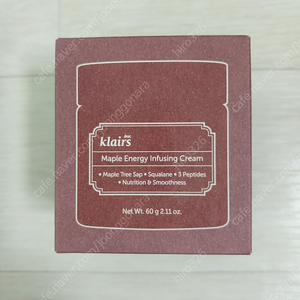 dear,
klairs
Maple Energy Infusing Cream
• Maple Tree Sap • Squalane • 3 Peptides
• Nutrition & Smoothness
Net Wt. 60 g 2.11 oz.